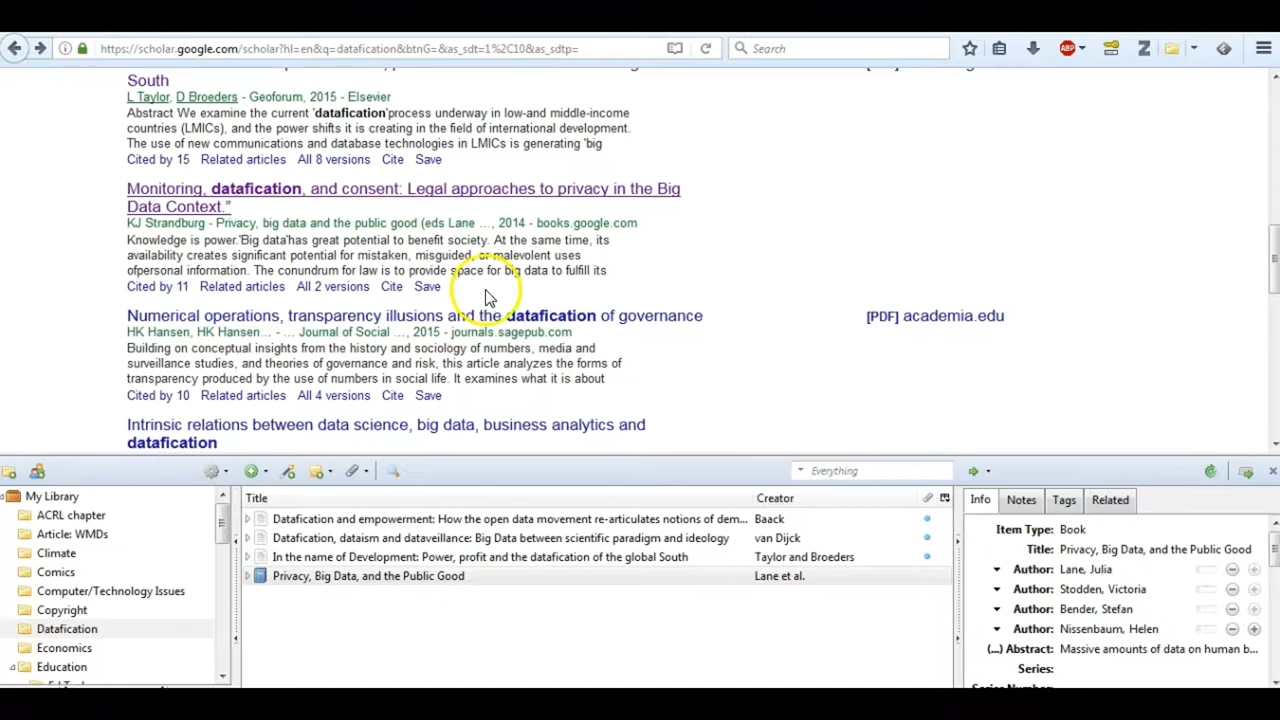 https://scholar.google.com/scholar?hl=en&q=datafication&btnG=&as_sdt=1%2C10&as_sdtp=
Search
ABP
South
L Taylor, D Broeders - Geoforum, 2015 - Elsevier
Abstract We examine the current 'datafication'process underway in low-and middle-income
countries (LMICs), and the power shifts it is creating in the field of international development.
The use of new communications and database technologies in LMICs is generating 'big
Cited by 15 Related articles All 8 versions Cite Save
Monitoring, datafication, and consent: Legal approaches to privacy in the Big
Data Context."
KJ Strandburg - Privacy, big data and the public good (eds Lane ..., 2014 - books.google.com
Knowledge is power.'Big data'has great potential to benefit society. At the same time, its
availability creates significant potential for mistaken, misguided, or malevolent uses
ofpersonal information. The conundrum for law is to provide space for big data to fulfill its
Cited by 11 Related articles All 2 versions Cite Save
Numerical operations, transparency illusions and the datafication of governance
[PDF] academia.edu
HK Hansen, HK Hansen... - ... Journal of Social ..., 2015 - journals.sagepub.com
Building on conceptual insights from the history and sociology of numbers, media and
surveillance studies, and theories of governance and risk, this article analyzes the forms of
transparency produced by the use of numbers in social life. It examines what it is about
Cited by 10 Related articles All 4 versions Cite Save
Intrinsic relations between data science, big data, business analytics and
datafication
Everything
My Library
ACRL chapter
Article: WMDs
Climate
Comics
Computer/Technology Issues
Copyright
Datafication
Economics
Education
Title Creator
Datafication and empowerment: How the open data movement re-articulates notions of dem... Baack
Datafication, dataism and dataveillance: Big Data between scientific paradigm and ideology van Dijck
In the name of Development: Power, profit and the datafication of the global South Taylor and Broeders
Privacy, Big Data, and the Public Good Lane et al.
Info Notes Tags Related
Item Type: Book
Title: Privacy, Big Data, and the Public Good
Author: Lane, Julia
Author: Stodden, Victoria
Author: Bender, Stefan
Author: Nissenbaum, Helen
(...) Abstract: Massive amounts of data on human b...
Series:
Series Number: